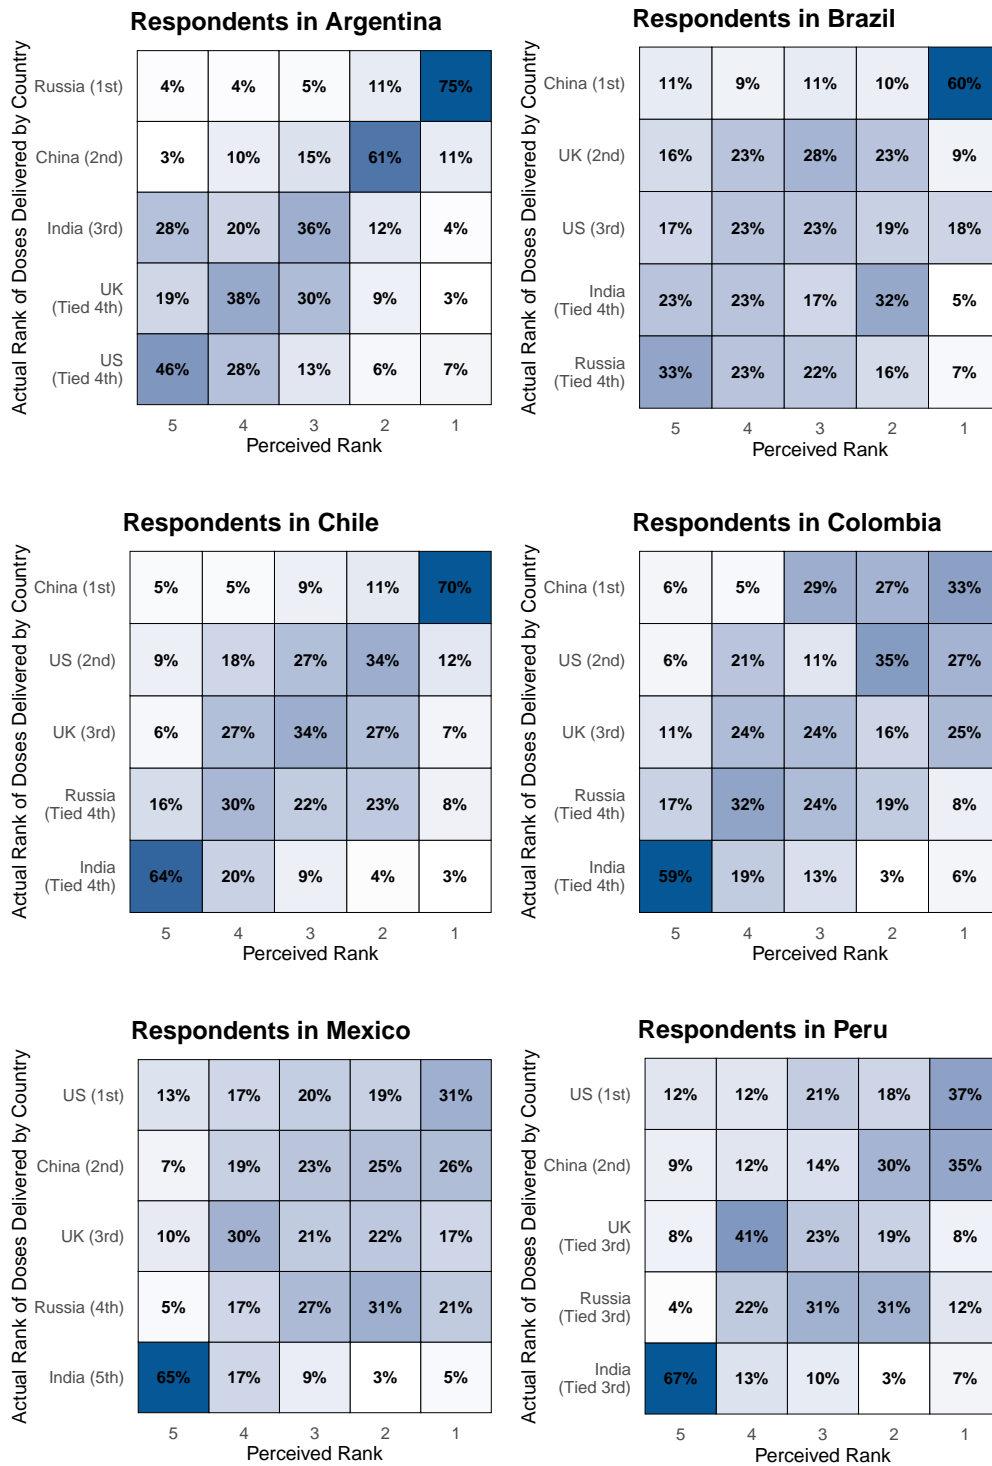 Respondents in Argentina
Actual Rank of Doses Delivered by Country
Russia (1st) 4% 4% 5% 11% 75%
China (2nd) 3% 10% 15% 61% 11%
India (3rd) 28% 20% 36% 12% 4%
UK
(Tied 4th) 19% 38% 30% 9% 3%
US
(Tied 4th) 46% 28% 13% 6% 7%
5 4 3 2 1
Perceived Rank
Respondents in Brazil
Actual Rank of Doses Delivered by Country
China (1st) 11% 9% 11% 10% 60%
UK (2nd) 16% 23% 28% 23% 9%
US (3rd) 17% 23% 23% 19% 18%
India
(Tied 4th) 23% 23% 17% 32% 5%
Russia
(Tied 4th) 33% 23% 22% 16% 7%
5 4 3 2 1
Perceived Rank
Respondents in Chile
Actual Rank of Doses Delivered by Country
China (1st) 5% 5% 9% 11% 70%
US (2nd) 9% 18% 27% 34% 12%
UK (3rd) 6% 27% 34% 27% 7%
Russia
(Tied 4th) 16% 30% 22% 23% 8%
India
(Tied 4th) 64% 20% 9% 4% 3%
5 4 3 2 1
Perceived Rank
Respondents in Colombia
Actual Rank of Doses Delivered by Country
China (1st) 6% 5% 29% 27% 33%
US (2nd) 6% 21% 11% 35% 27%
UK (3rd) 11% 24% 24% 16% 25%
Russia
(Tied 4th) 17% 32% 24% 19% 8%
India
(Tied 4th) 59% 19% 13% 3% 6%
5 4 3 2 1
Perceived Rank
Respondents in Mexico
Actual Rank of Doses Delivered by Country
US (1st) 13% 17% 20% 19% 31%
China (2nd) 7% 19% 23% 25% 26%
UK (3rd) 10% 30% 21% 22% 17%
Russia (4th) 5% 17% 27% 31% 21%
India (5th) 65% 17% 9% 3% 5%
5 4 3 2 1
Perceived Rank
Respondents in Peru
Actual Rank of Doses Delivered by Country
US (1st) 12% 12% 21% 18% 37%
China (2nd) 9% 12% 14% 30% 35%
UK
(Tied 3rd) 8% 41% 23% 19% 8%
Russia
(Tied 3rd) 4% 22% 31% 31% 12%
India
(Tied 3rd) 67% 13% 10% 3% 7%
5 4 3 2 1
Perceived Rank